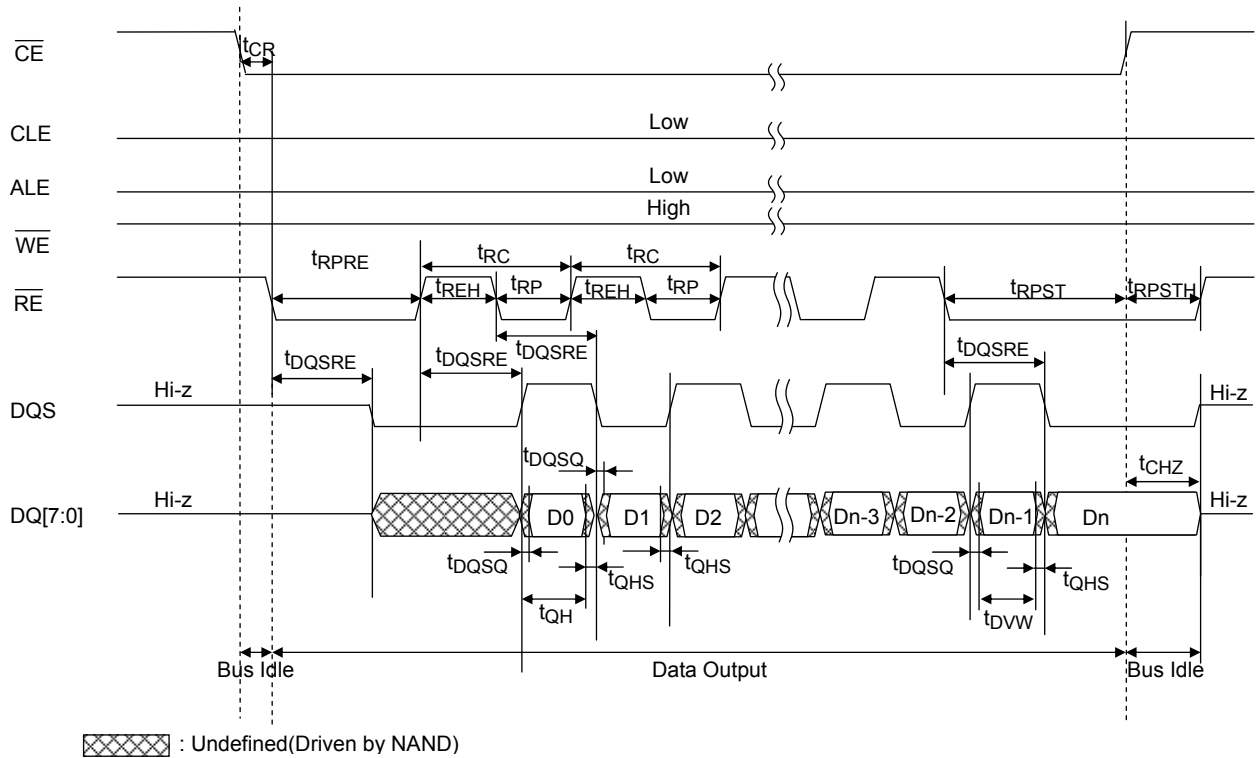 CE
tCR
CLE
Low
ALE
Low
High
WE
tRPRE
tRC
tRC
RE
tREH
tRP
tREH
tRP
tRPST
tRPSTH
tDQSRE
tDQSRE
tDQSRE
tDQSRE
DQS
Hi-z
Hi-z
tDQSQ
tCHZ
DQ[7:0]
Hi-z
D0
D1
D2
Dn-3
Dn-2
Dn-1
Dn
Hi-z
tDQSQ
tQHS
tQHS
tDQSQ
tQHS
tQH
tDVW
Bus Idle
Data Output
Bus Idle
: Undefined(Driven by NAND)